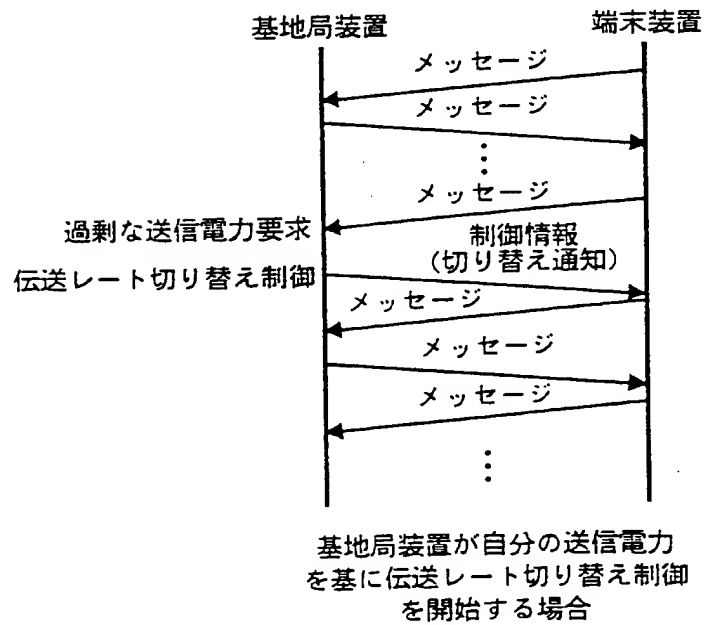 基地局装置
端末装置
メッセージ
メッセージ
メッセージ
過剰な送信電力要求
制御情報
(切り替え通知)
伝送レート切り替え制御
メッセージ
メッセージ
メッセージ
基地局装置が自分の送信電力
を基に伝送レート切り替え制御
を開始する場合